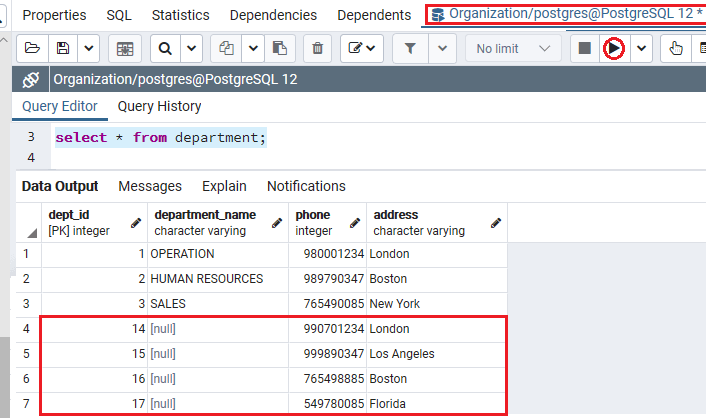 Properties SQL Statistics Dependencies Dependents Organization/postgres@PostgreSQL 12 *
No limit
Organization/postgres@PostgreSQL 12
Query Editor Query History
3 select * from department;
4
Data Output Messages Explain Notifications
dept_id department_name phone address
[PK] integer character varying integer character varying
1 1 OPERATION 980001234 London
2 2 HUMAN RESOURCES 989790347 Boston
3 3 SALES 765490085 New York
4 14 [null] 990701234 London
5 15 [null] 999890347 Los Angeles
6 16 [null] 765498885 Boston
7 17 [null] 549780085 Florida